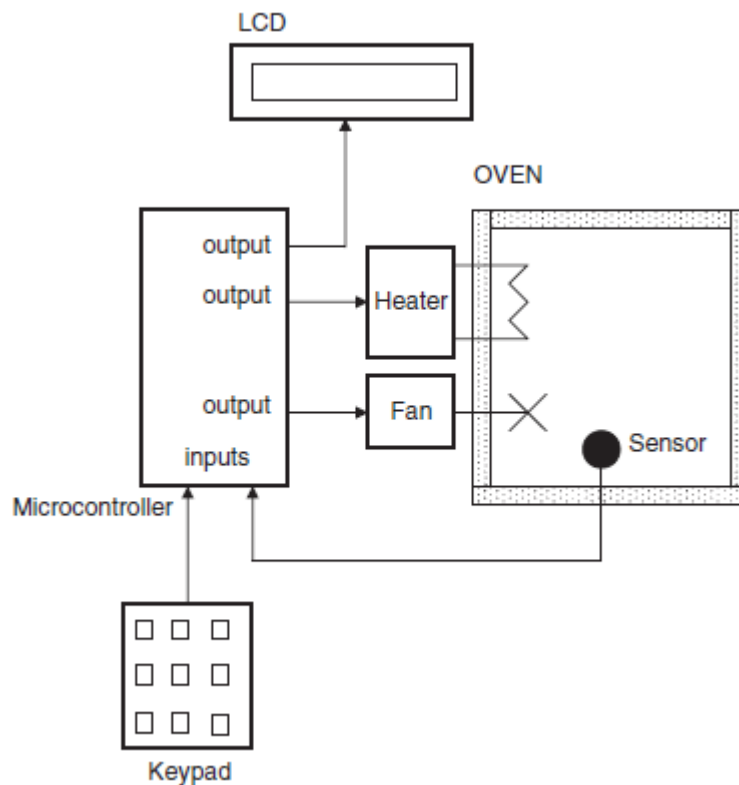 LCD
OVEN
output
output
Heater
output
Fan
inputs
Sensor
Microcontroller
Keypad